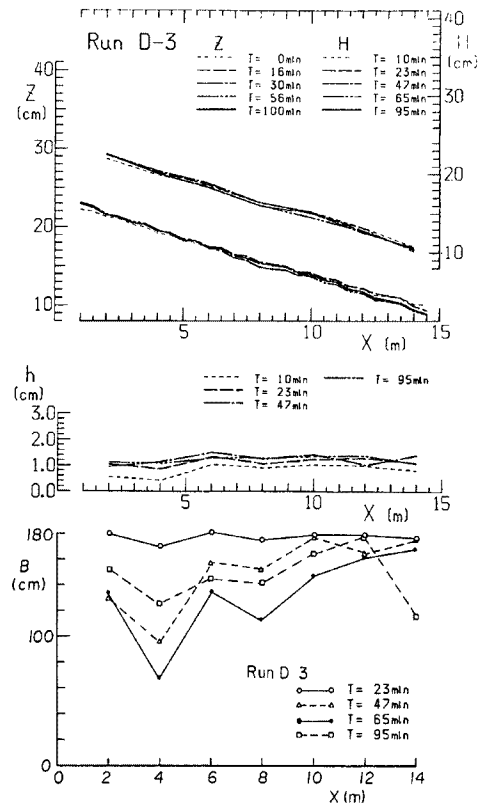 Run D-3 Z H
T= 0min T= 10min
T= 16min T= 23min
T= 30min T= 47min
T= 56min T= 65min
T=100min T= 95min
40
Z
(cm)
30
20
10
40
H
(cm)
30
20
10
5 10 15
X (m)
h
(cm)
T= 10min T= 95min
T= 23min
T= 47min
3.0
2.0
1.0
0.0
5 10 15
X (m)
180
B
(cm)
100
0
Run D 3
T= 23min
T= 47min
T= 65min
T= 95min
0 2 4 6 8 10 12 14
X (m)